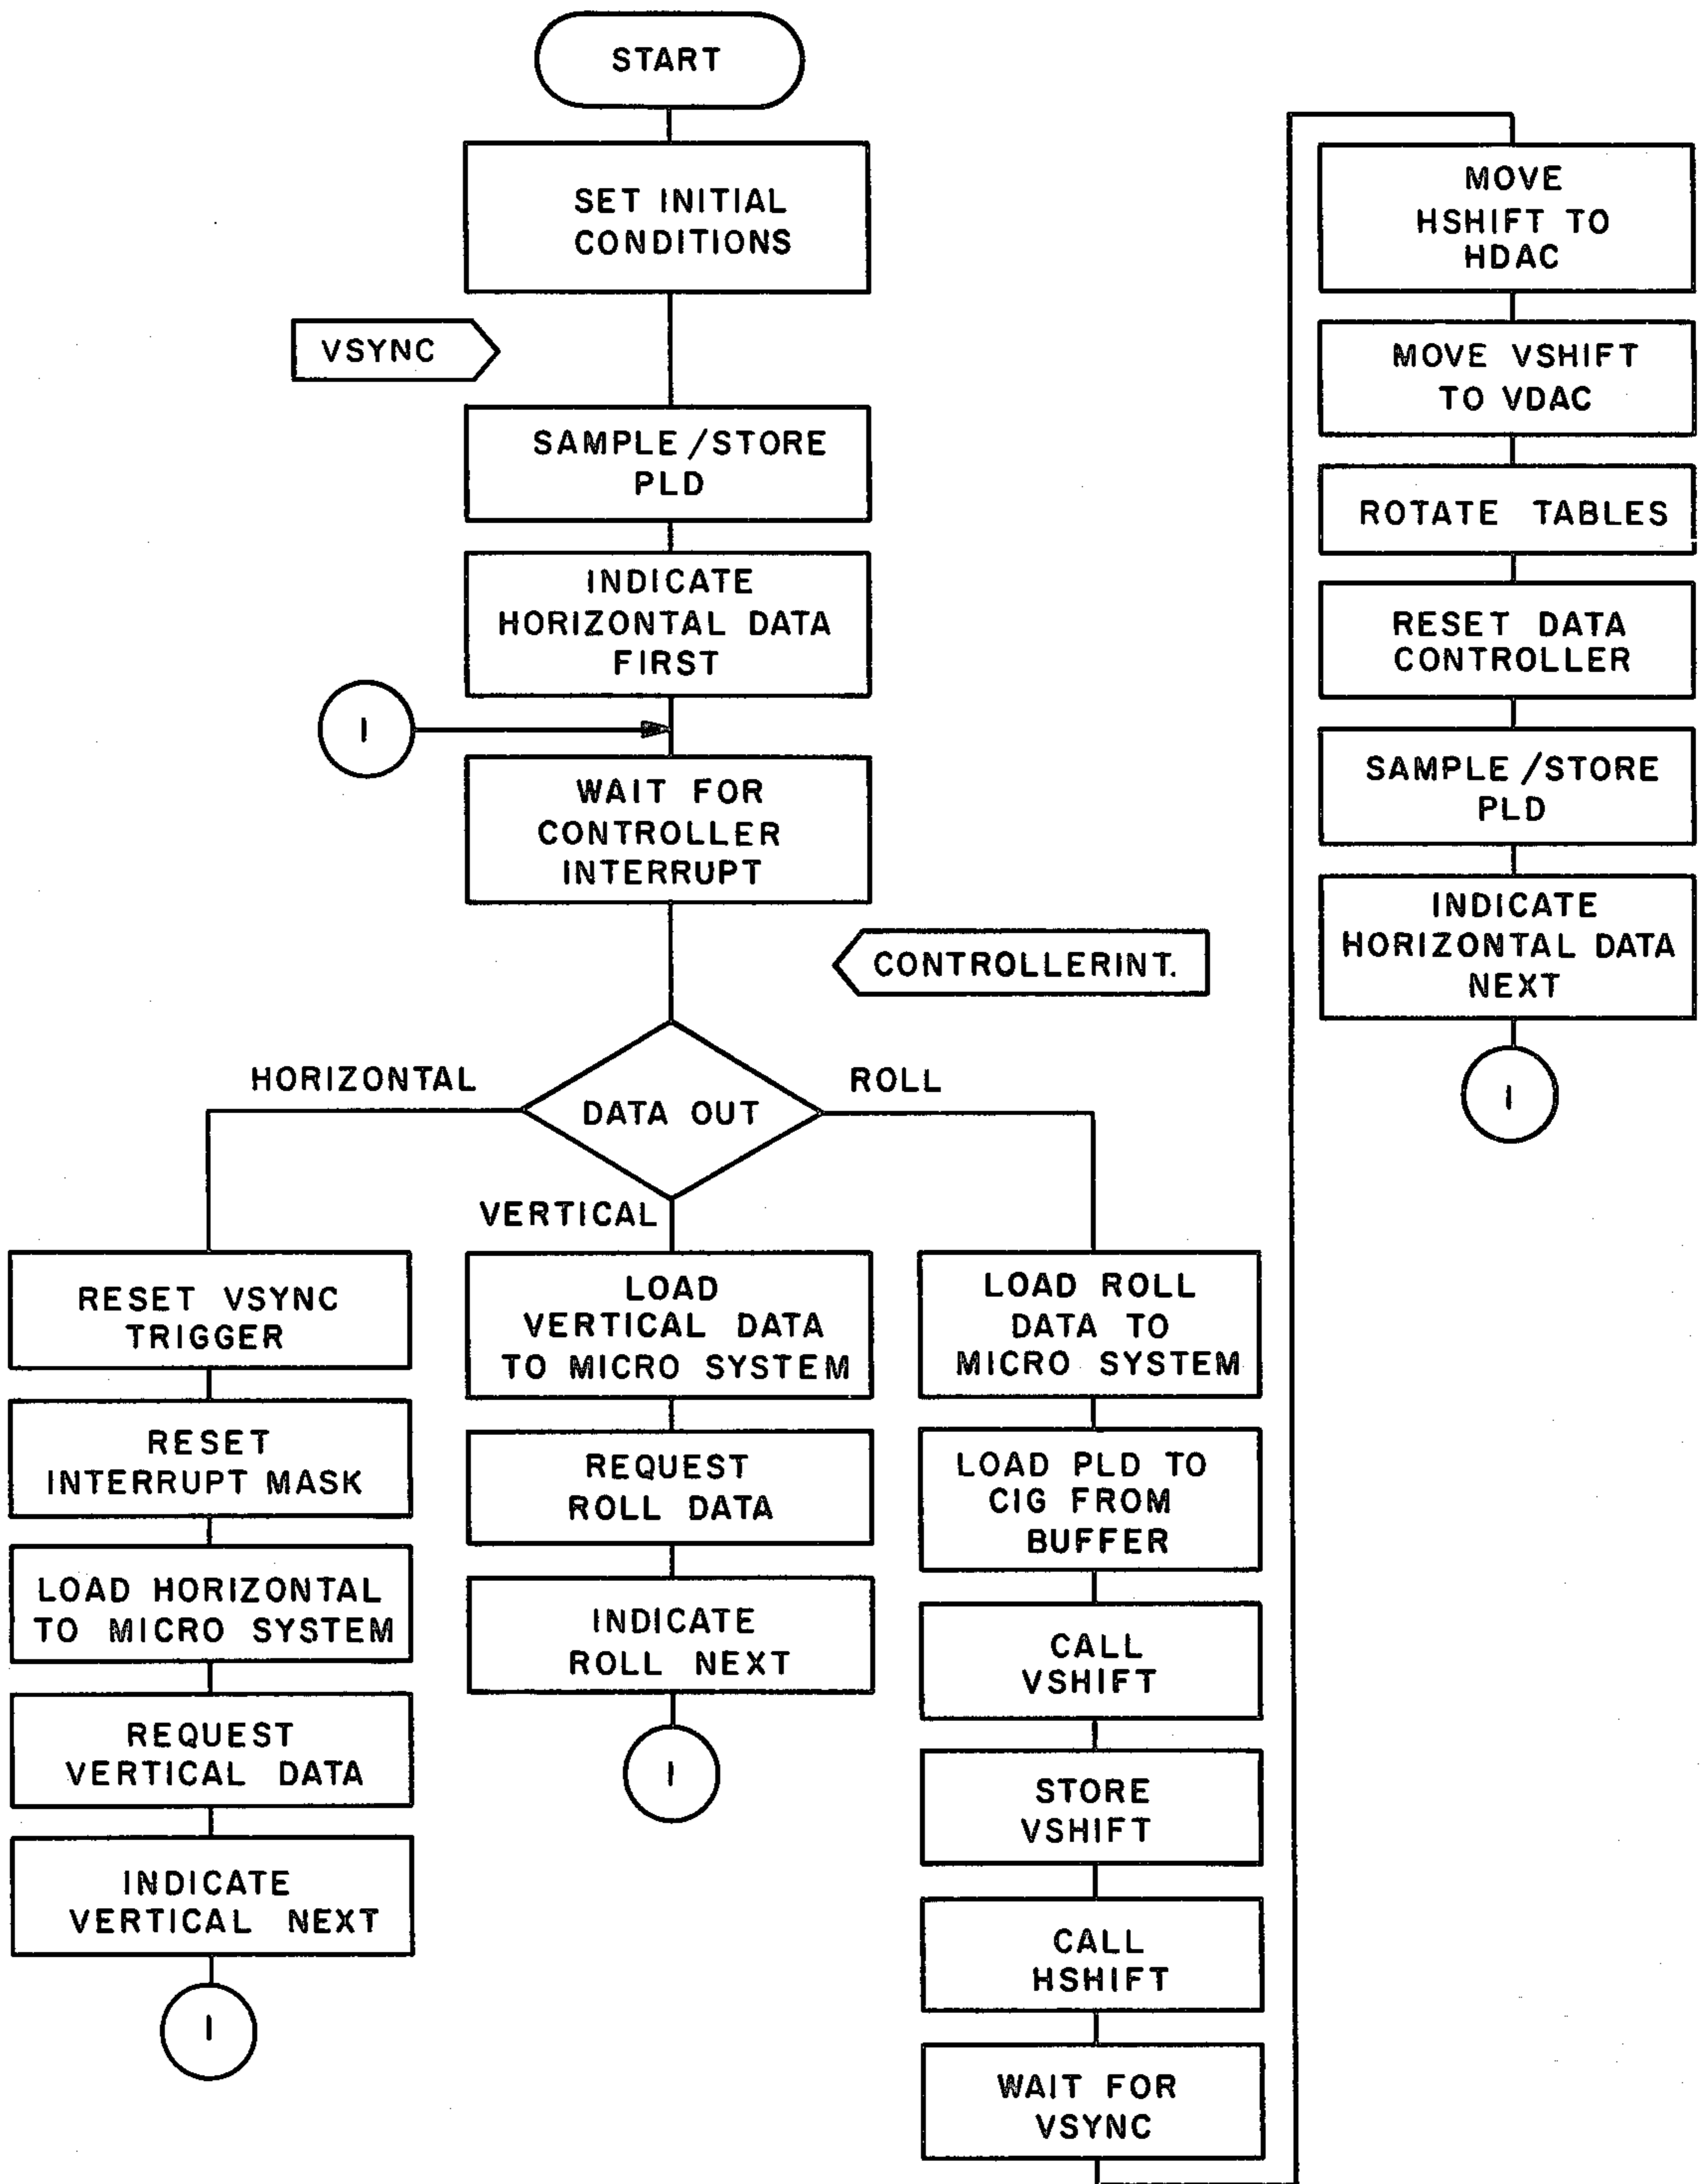 START
SET INITIAL
CONDITIONS
VSYNC
SAMPLE/STORE
PLD
INDICATE
HORIZONTAL DATA
FIRST
1
WAIT FOR
CONTROLLER
INTERRUPT
CONTROLLERINT.
DATA OUT
HORIZONTAL
VERTICAL
ROLL
RESET VSYNC
TRIGGER
RESET
INTERRUPT MASK
LOAD HORIZONTAL
TO MICRO SYSTEM
REQUEST
VERTICAL DATA
INDICATE
VERTICAL NEXT
1
LOAD
VERTICAL DATA
TO MICRO SYSTEM
REQUEST
ROLL DATA
INDICATE
ROLL NEXT
1
LOAD ROLL
DATA TO
MICRO SYSTEM
LOAD PLD TO
CIG FROM
BUFFER
CALL
VSHIFT
STORE
VSHIFT
CALL
HSHIFT
WAIT FOR
VSYNC
MOVE
HSHIFT TO
HDAC
MOVE VSHIFT
TO VDAC
ROTATE TABLES
RESET DATA
CONTROLLER
SAMPLE/STORE
PLD
INDICATE
HORIZONTAL DATA
NEXT
1